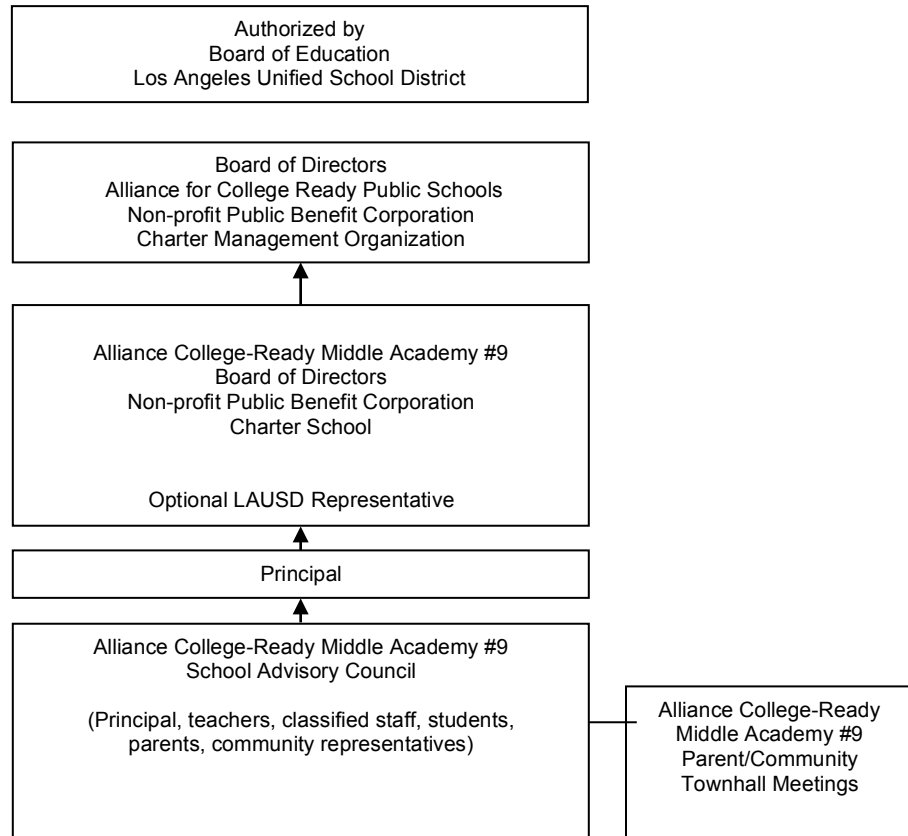 Authorized by
Board of Education
Los Angeles Unified School District
Board of Directors
Alliance for College Ready Public Schools
Non-profit Public Benefit Corporation
Charter Management Organization
Alliance College-Ready Middle Academy #9
Board of Directors
Non-profit Public Benefit Corporation
Charter School
Optional LAUSD Representative
Principal
Alliance College-Ready Middle Academy #9
School Advisory Council
(Principal, teachers, classified staff, students,
parents, community representatives)
Alliance College-Ready
Middle Academy #9
Parent/Community
Townhall Meetings